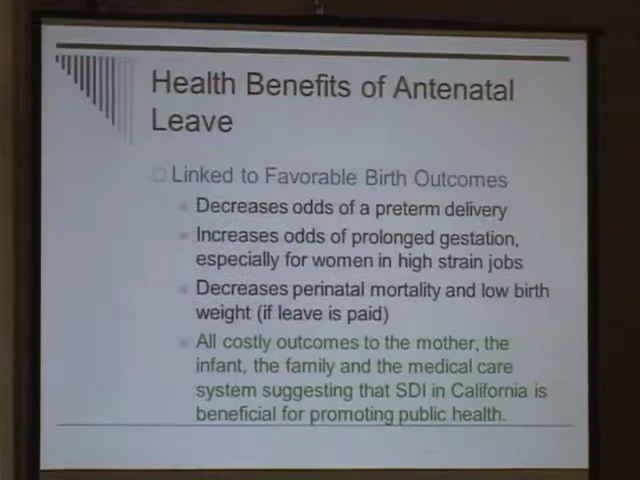 Health Benefits of Antenatal
Leave
Linked to Favorable Birth Outcomes
Decreases odds of a preterm delivery
Increases odds of prolonged gestation,
especially for women in high strain jobs
Decreases perinatal mortality and low birth
weight (if leave is paid)
All costly outcomes to the mother, the
infant, the family and the medical care
system suggesting that SDI in California is
beneficial for promoting public health.